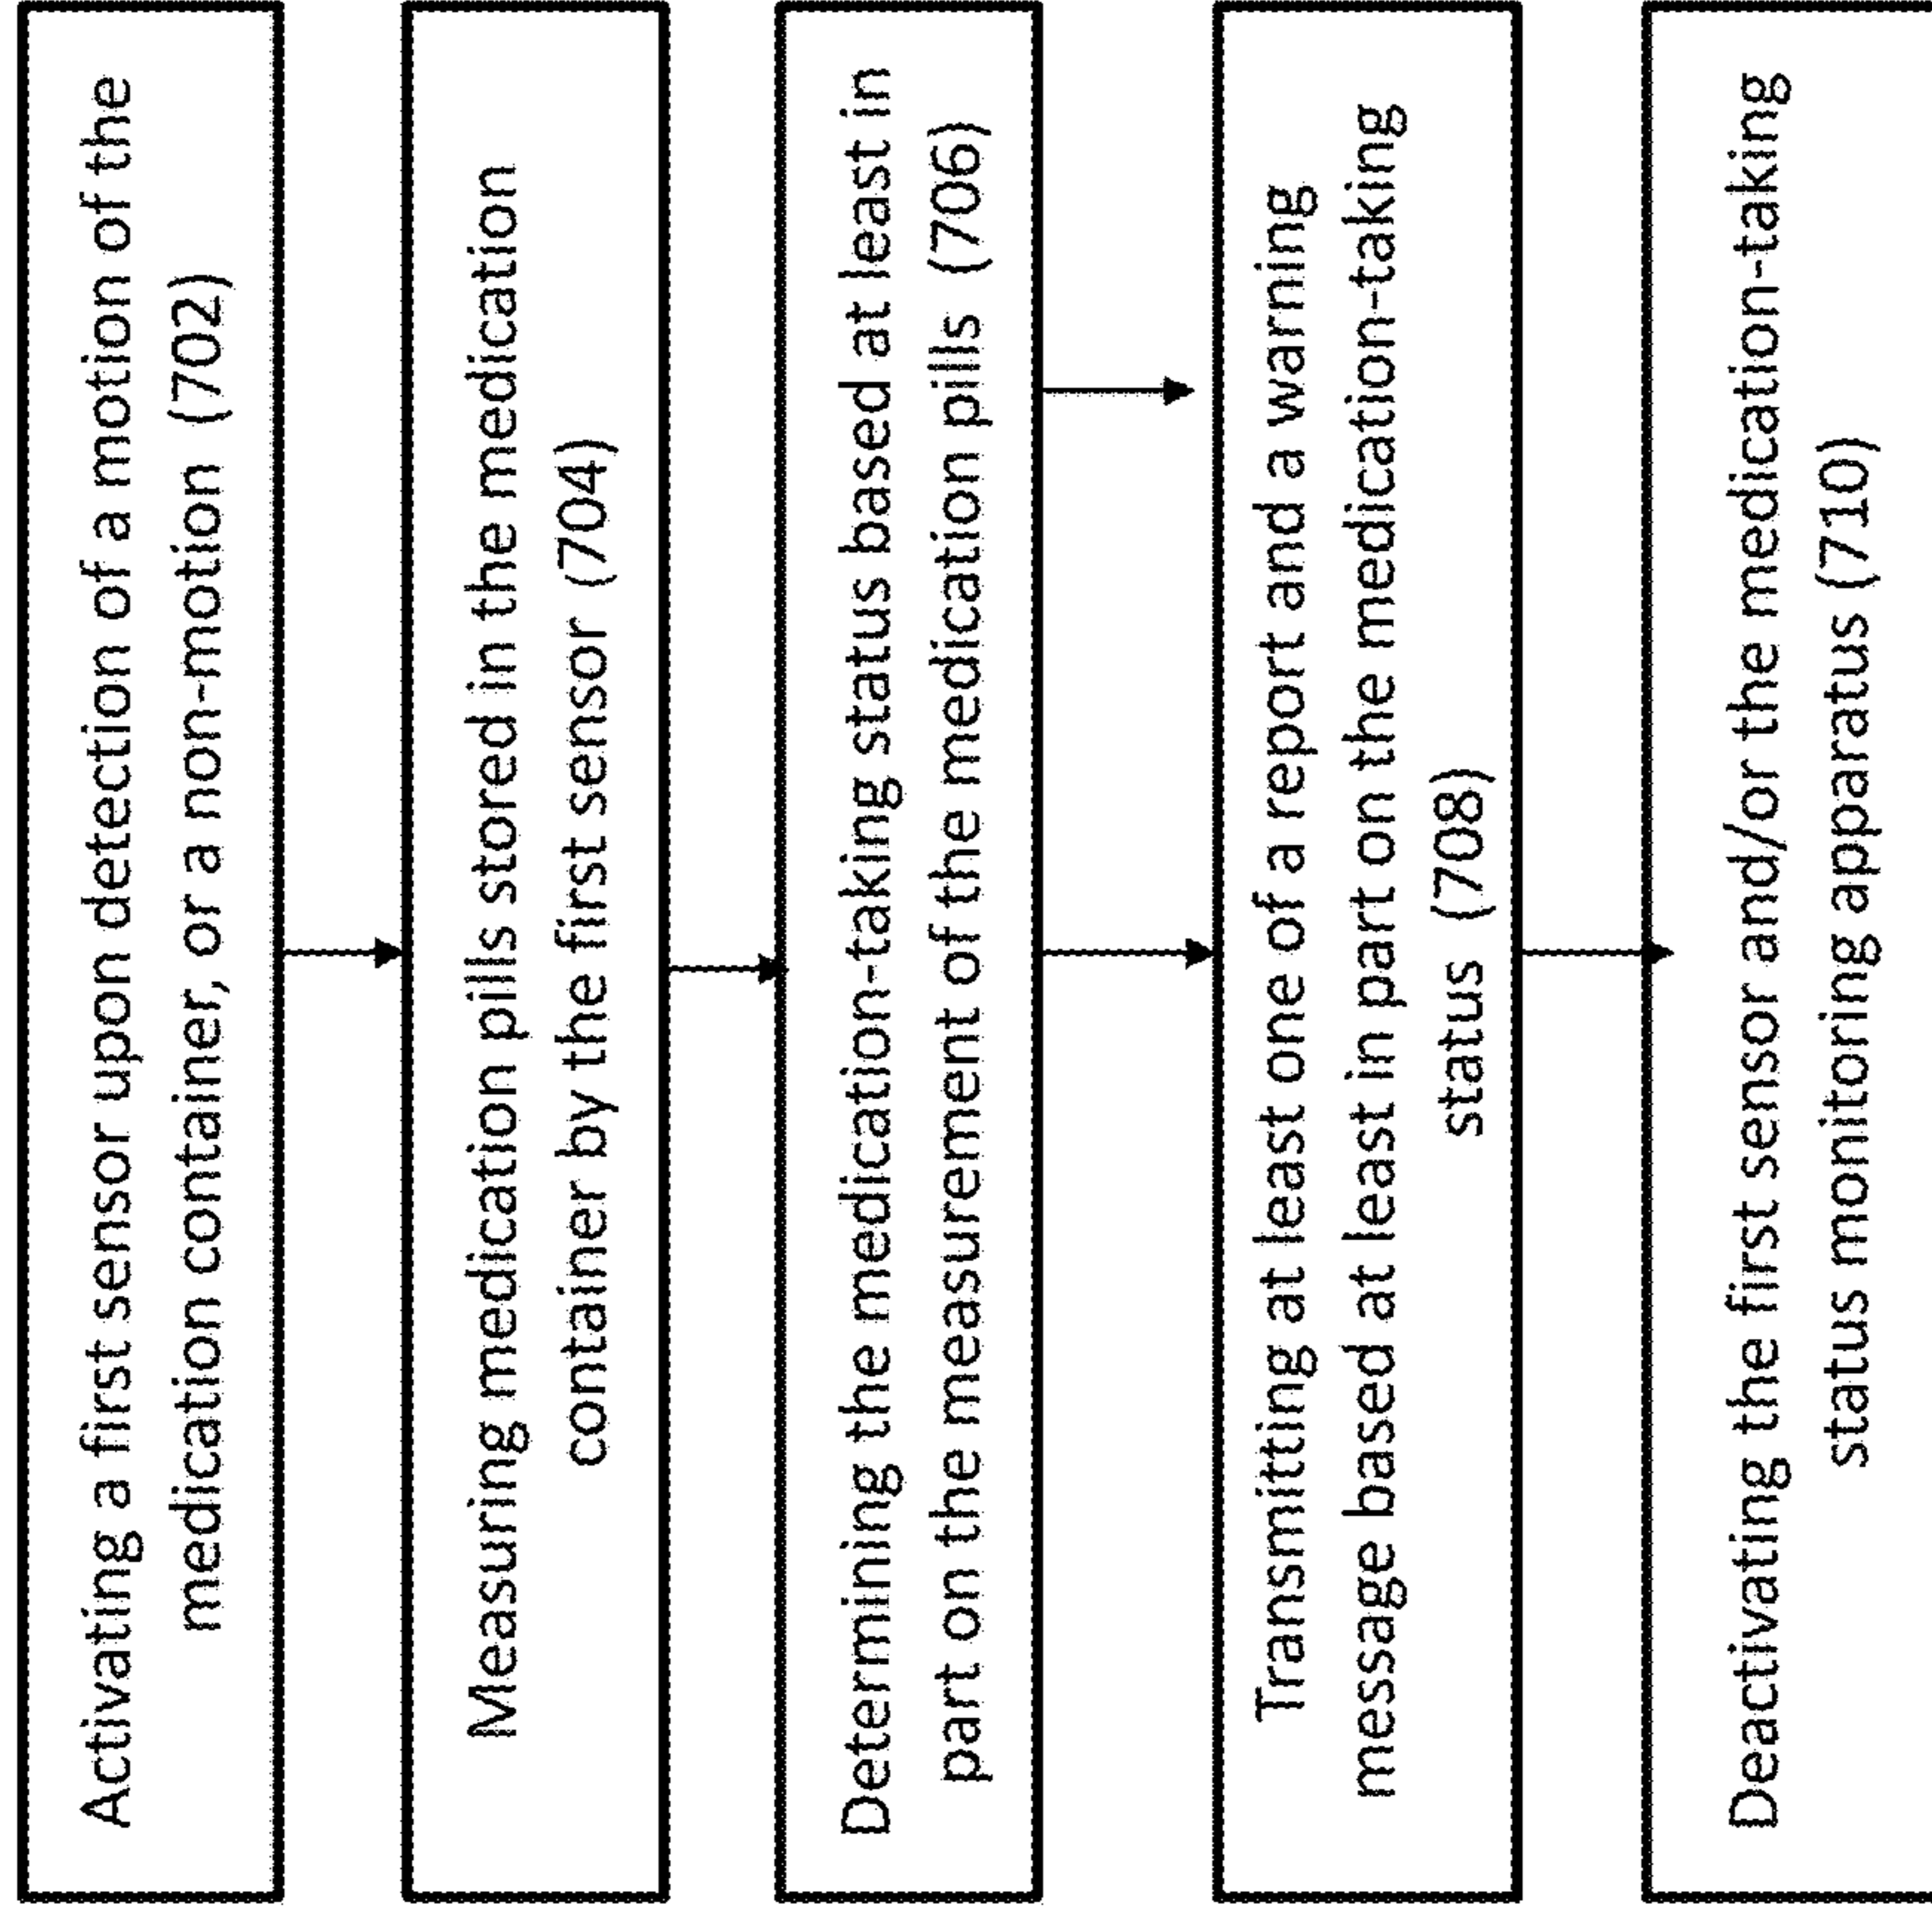 Activating a first sensor upon detection of a motion of the
medication container, or a non-motion (702)
Measuring medication pills stored in the medication
container by the first sensor (704)
Determining the medication-taking status based at least in
part on the measurement of the medication pills (706)
Transmitting at least one of a report and a warning
message based at least in part on the medication-taking
status (708)
Deactivating the first sensor and/or the medication-taking
status monitoring apparatus (710)